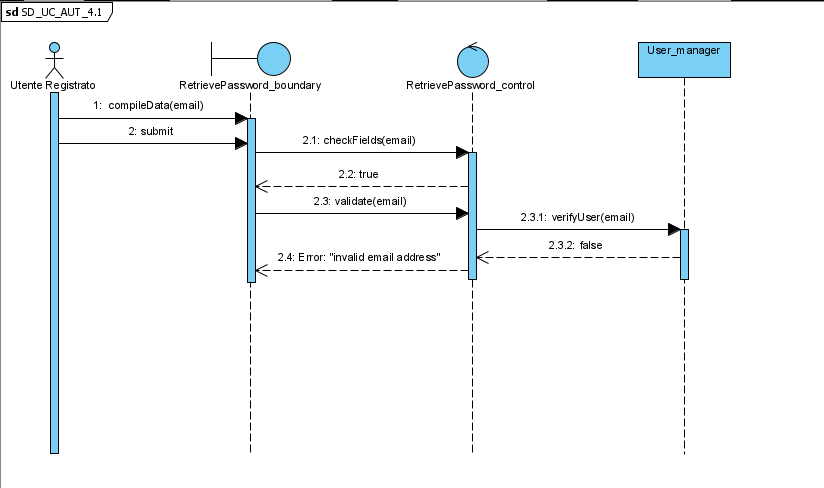 sd SD_UC_AUT_4.1
Utente Registrato
RetrievePassword_boundary
RetrievePassword_control
User_manager
1: compileData(email)
2: submit
2.1: checkFields(email)
2.2: true
2.3: validate(email)
2.3.1: verifyUser(email)
2.3.2: false
2.4: Error: "invalid email address"